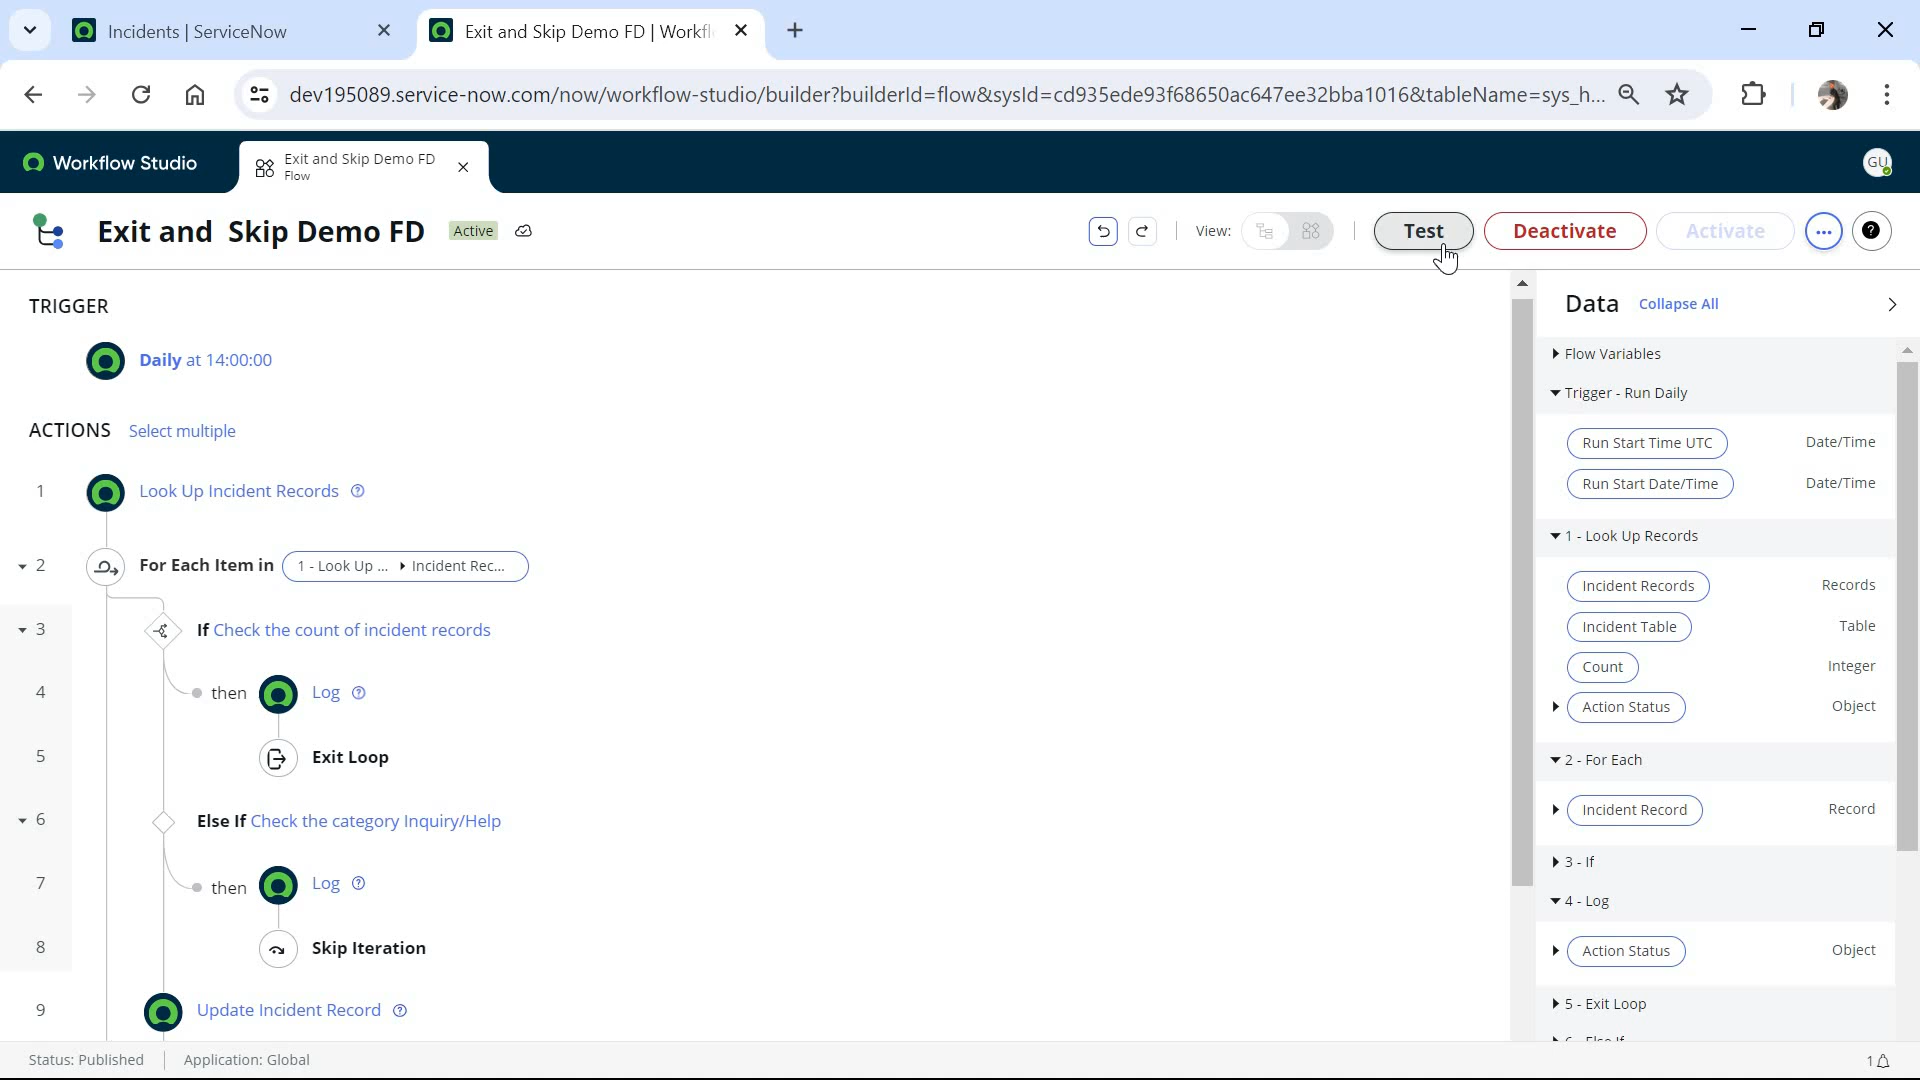 Incidents | ServiceNow
Exit and Skip Demo FD | Workfl
dev195089.service-now.com/now/workflow-studio/builder?builderId=flow&sysId=cd935ede93f68650ac647ee32bba1016&tableName=sys_h...
Workflow Studio
Exit and Skip Demo FD
Flow
GU
Exit and Skip Demo FD
Active
View:
Test
Deactivate
Activate
TRIGGER
Daily at 14:00:00
ACTIONS Select multiple
1 Look Up Incident Records
2 For Each Item in 1 - Look Up ... Incident Rec...
3 If Check the count of incident records
4 then Log
5 Exit Loop
6 Else If Check the category Inquiry/Help
7 then Log
8 Skip Iteration
9 Update Incident Record
Data Collapse All
Flow Variables
Trigger - Run Daily
Run Start Time UTC Date/Time
Run Start Date/Time Date/Time
1 - Look Up Records
Incident Records Records
Incident Table Table
Count Integer
Action Status Object
2 - For Each
Incident Record Record
3 - If
4 - Log
Action Status Object
5 - Exit Loop
6 - Else If
Status: Published Application: Global
1